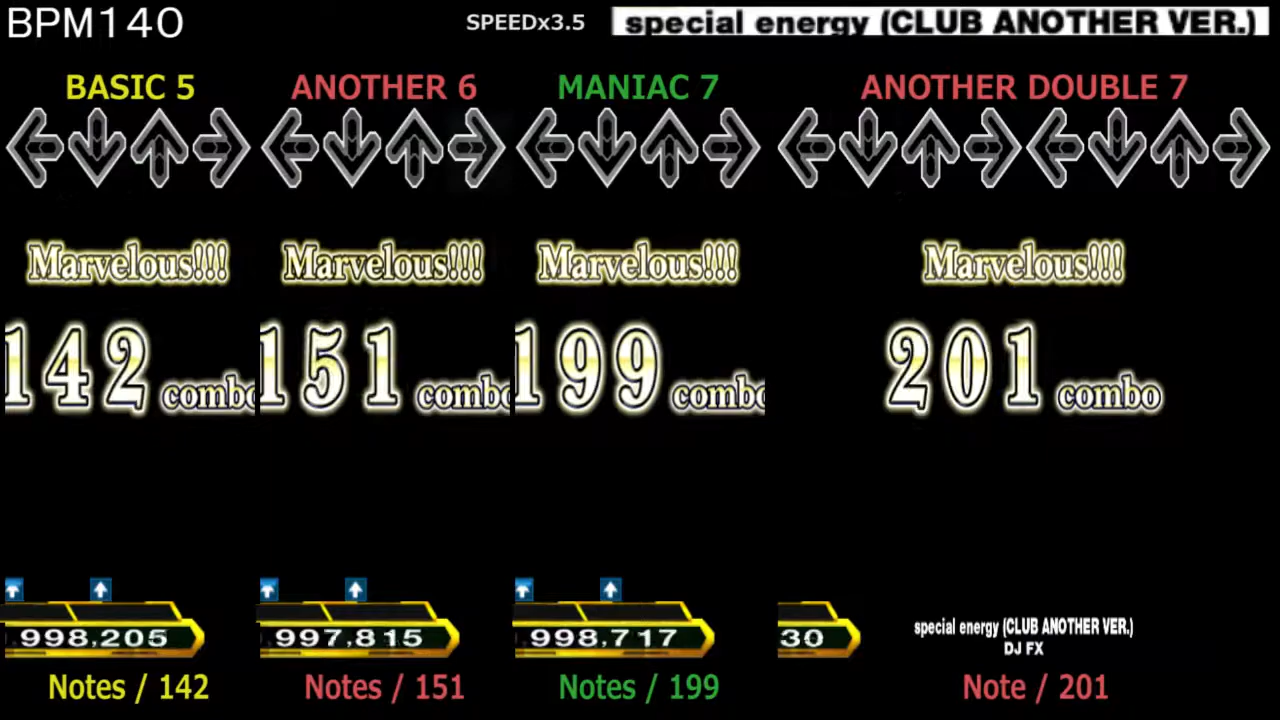 BPM140 SPEEDx3.5 special energy (CLUB ANOTHER VER.)
BASIC 5 ANOTHER 6 MANIAC 7 ANOTHER DOUBLE 7
Marvelous!!! Marvelous!!! Marvelous!!! Marvelous!!!
142 combo 151 combo 199 combo 201 combo
998,205 997,815 998,717 30 special energy (CLUB ANOTHER VER.)
DJ FX
Notes / 142 Notes / 151 Notes / 199 Note / 201